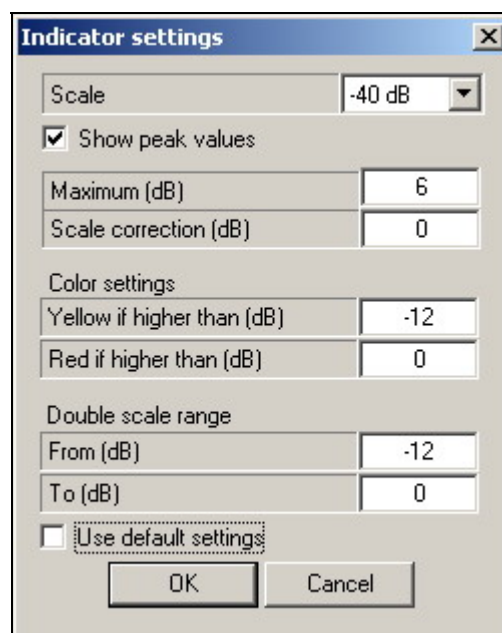 Indicator settings
Scale -40 dB
Show peak values
Maximum (dB) 6
Scale correction (dB) 0
Color settings
Yellow if higher than (dB) -12
Red if higher than (dB) 0
Double scale range
From (dB) -12
To (dB) 0
Use default settings
OK Cancel